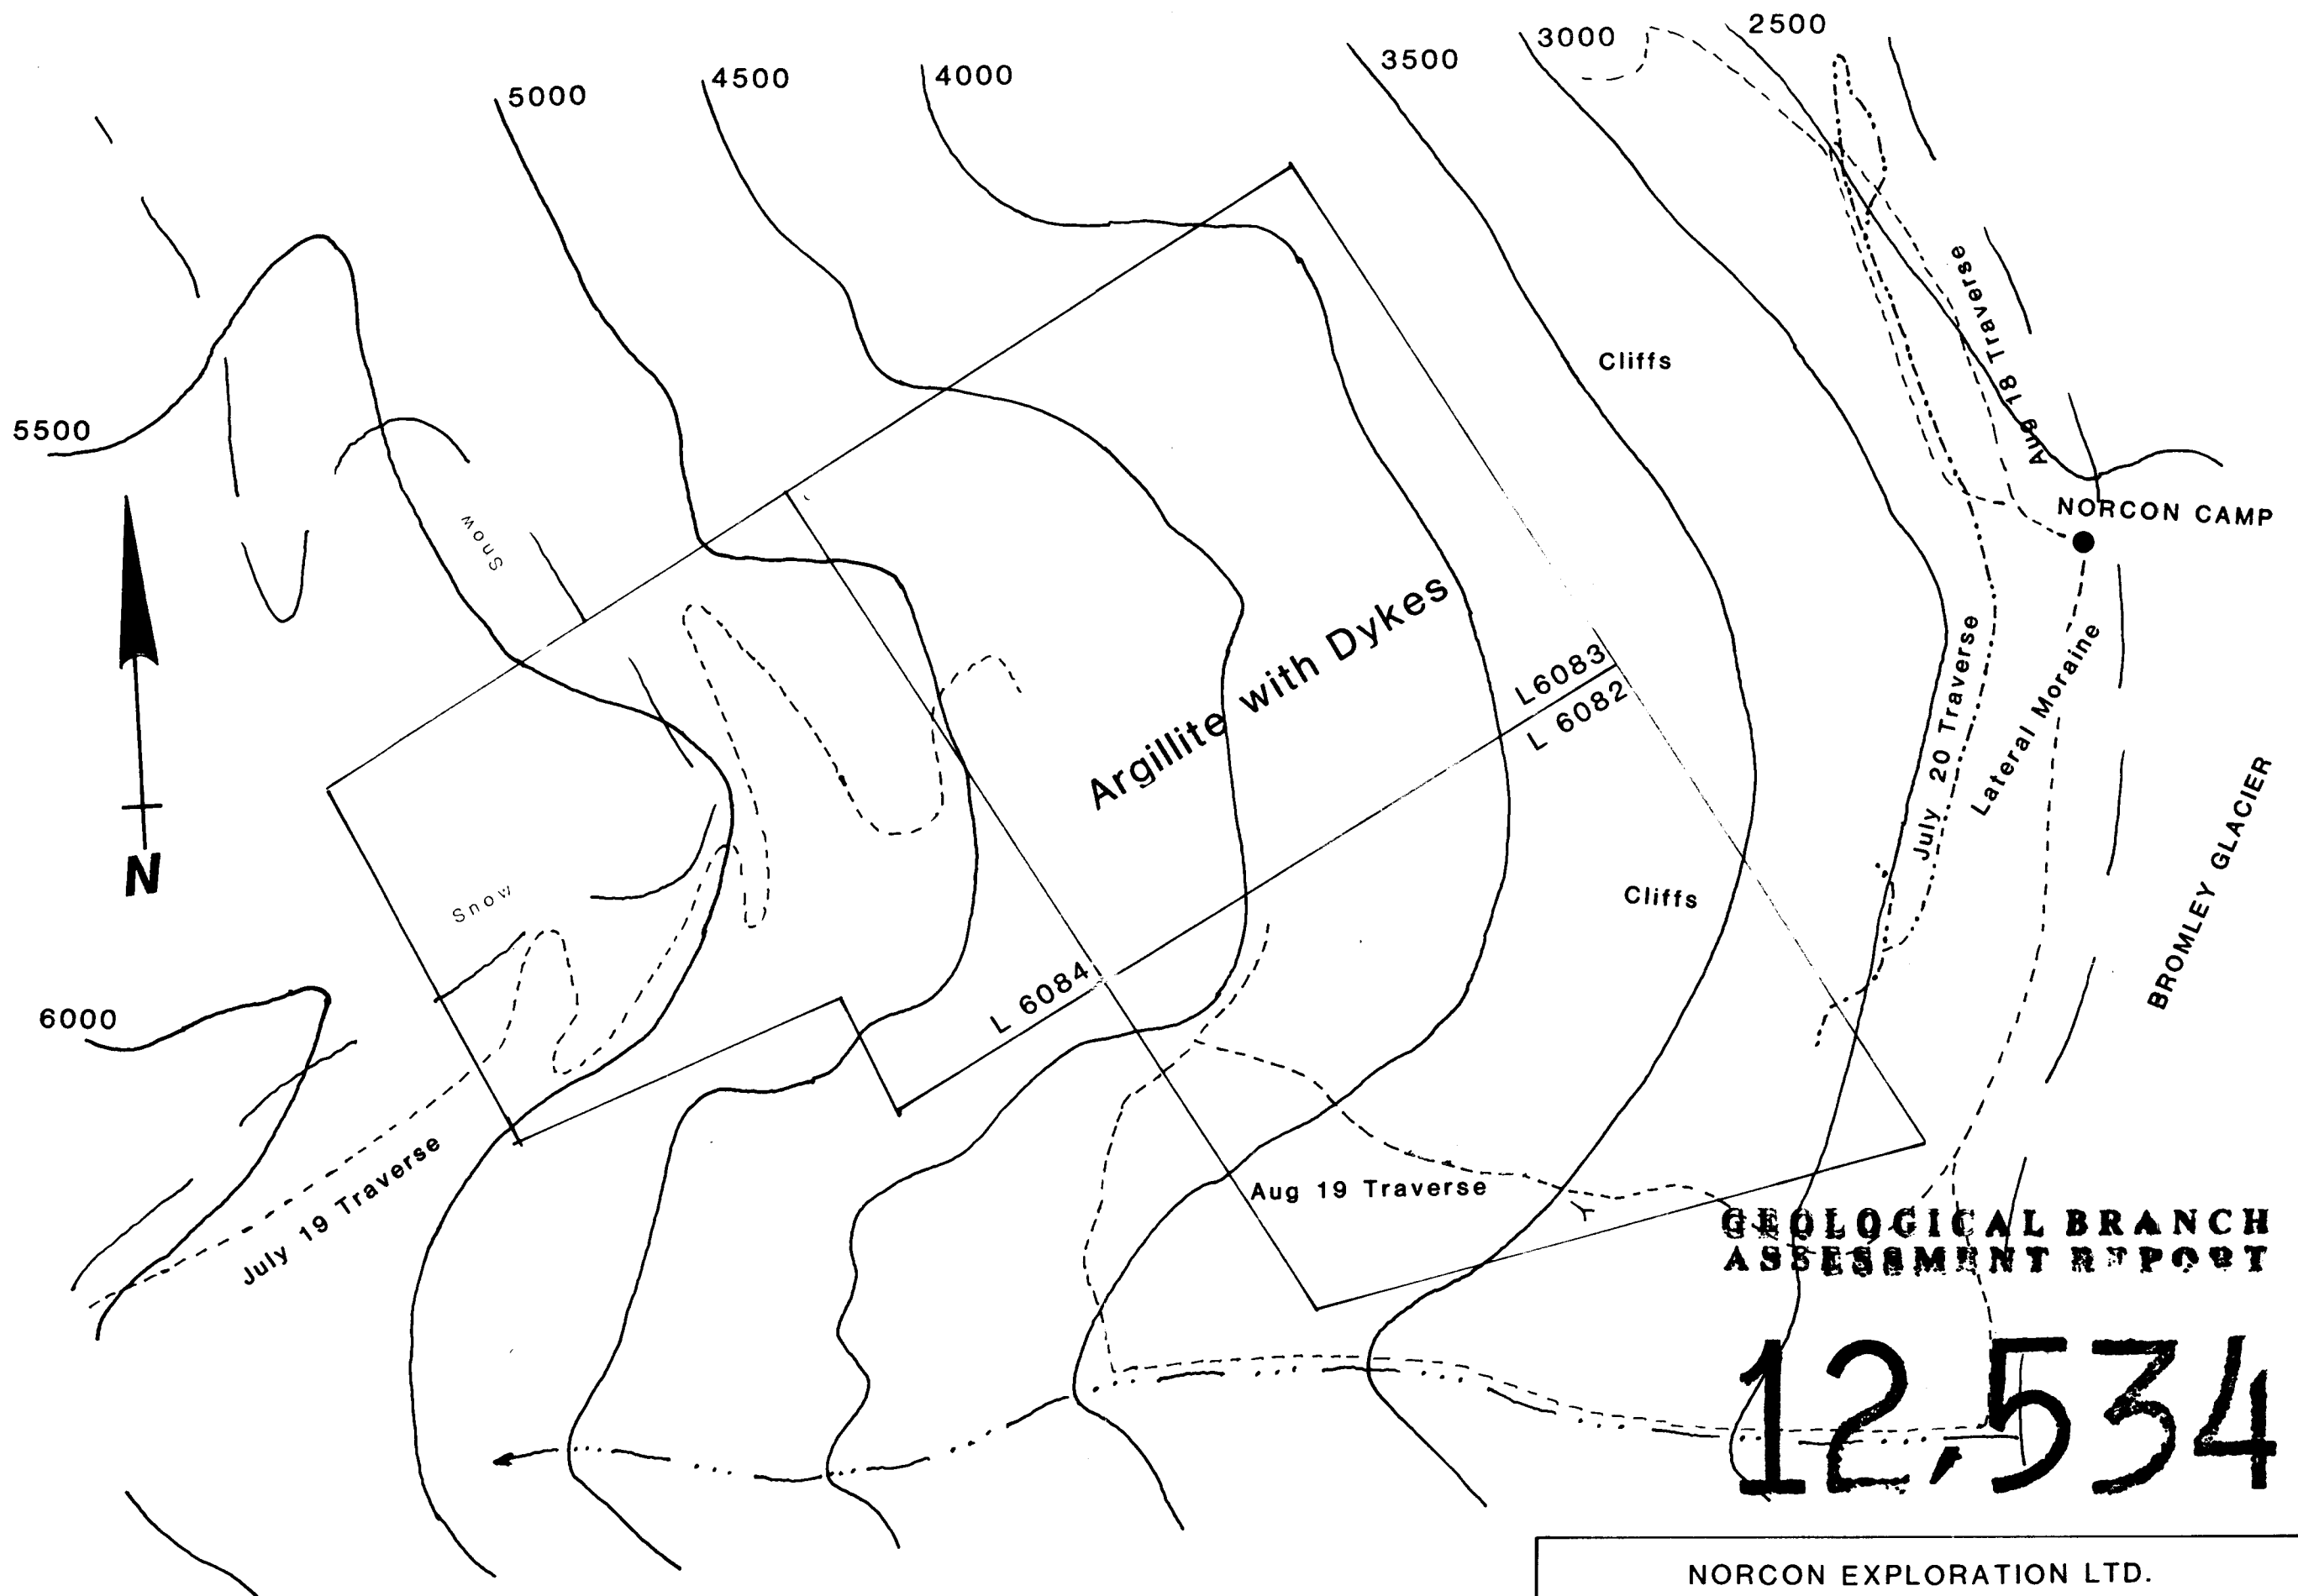 2500
3000
3500
4000
4500
5000
5500
Cliffs
Aug 18 Traverse
Snow
NORCON CAMP
Argillite with Dykes
L6083
L 6082
July 20 Traverse
Lateral Moraine
BROMLEY GLACIER
N
Snow
Cliffs
L 6084
6000
July 19 Traverse
Aug 19 Traverse
GEOLOGICAL BRANCH
ASSESSMENT REPORT
12,534
NORCON EXPLORATION LTD.